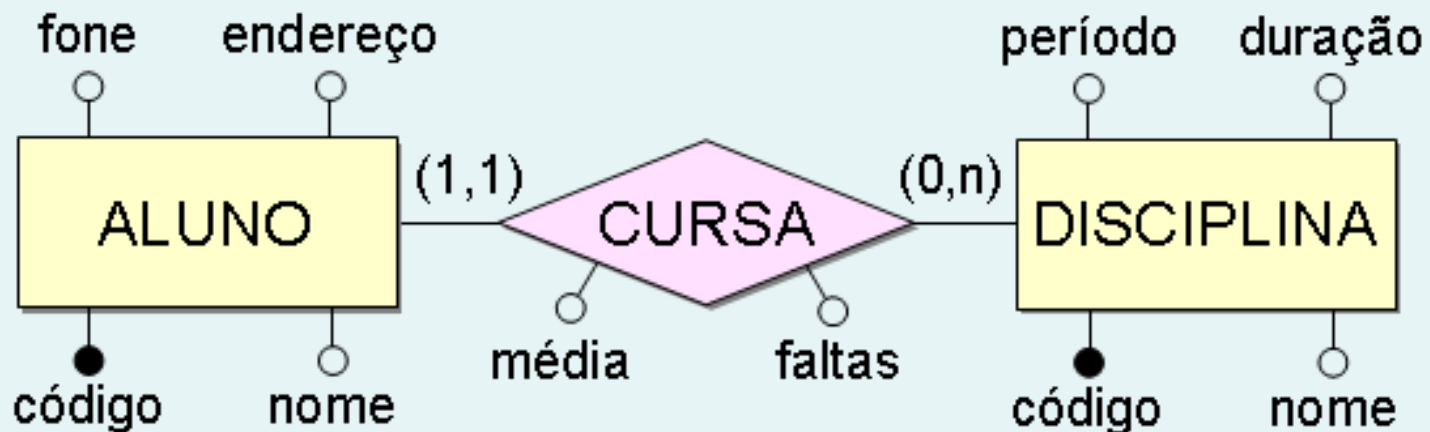 fone endereço período duração
(1,1) (0,n)
ALUNO CURSA DISCIPLINA
média faltas
código nome código nome